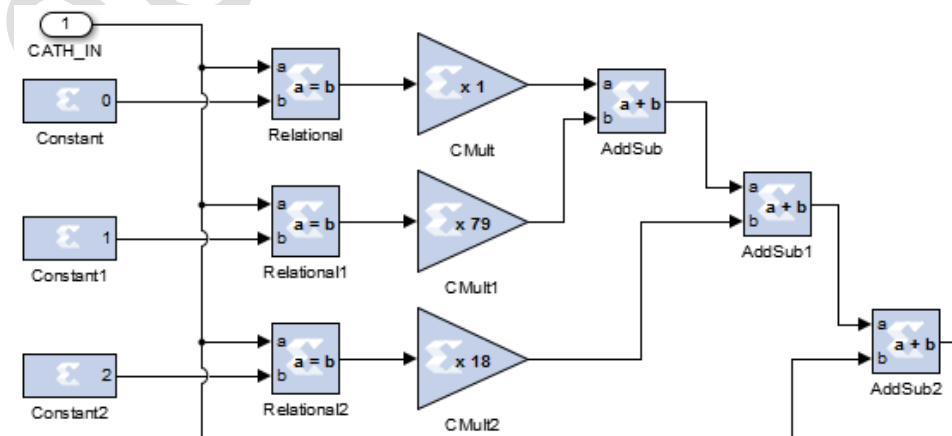 1
CATH_IN
0
Constant
a
b
a = b
Relational
x 1
CMult
a
b
a + b
AddSub
1
Constant1
a
b
a = b
Relational1
x 79
CMult1
a
b
a + b
AddSub1
2
Constant2
a
b
a = b
Relational2
x 18
CMult2
a
b
a + b
AddSub2